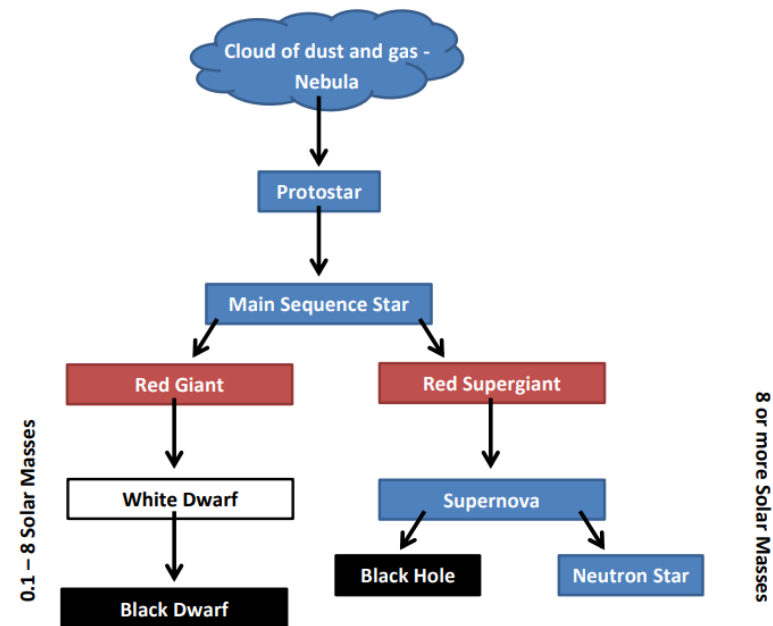 Cloud of dust and gas -
Nebula
Protostar
Main Sequence Star
Red Giant
Red Supergiant
0.1 – 8 Solar Masses
8 or more Solar Masses
White Dwarf
Supernova
Black Hole
Neutron Star
Black Dwarf